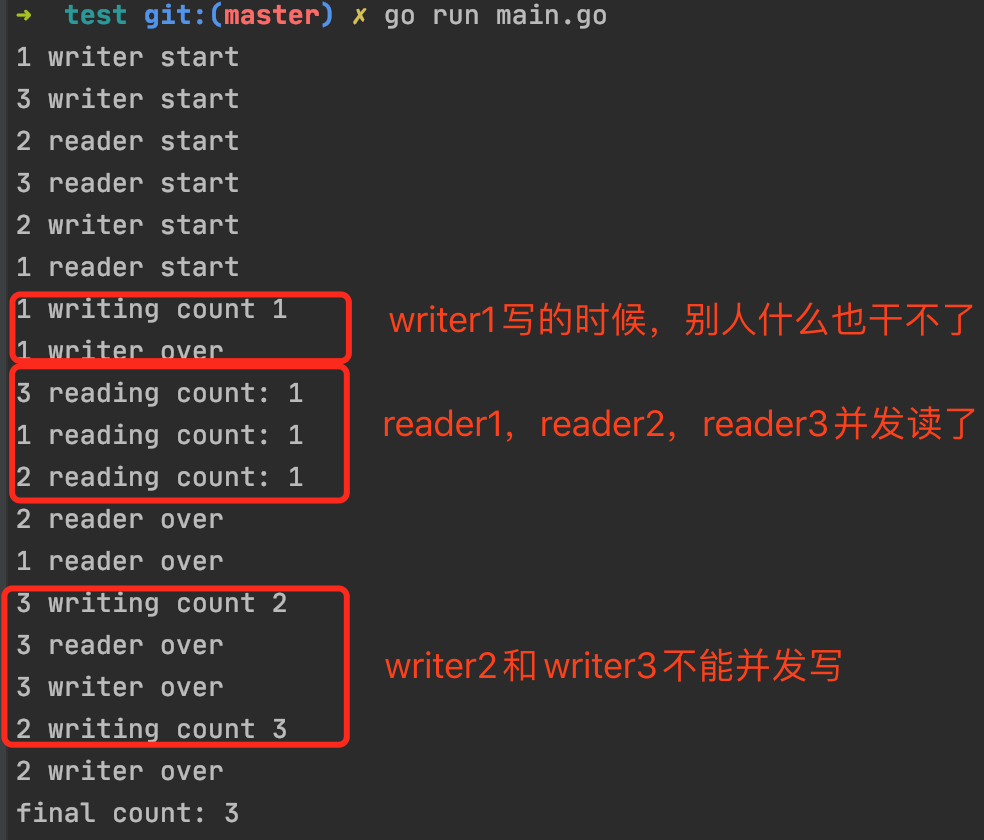 ➜  test git:(master) ✗ go run main.go
1 writer start
3 writer start
2 reader start
3 reader start
2 writer start
1 reader start
1 writing count 1
writer1写的时候，别人什么也干不了
1 writer over
3 reading count: 1
1 reading count: 1
reader1，reader2，reader3并发读了
2 reading count: 1
2 reader over
1 reader over
3 writing count 2
3 reader over
writer2和writer3不能并发写
3 writer over
2 writing count 3
2 writer over
final count: 3